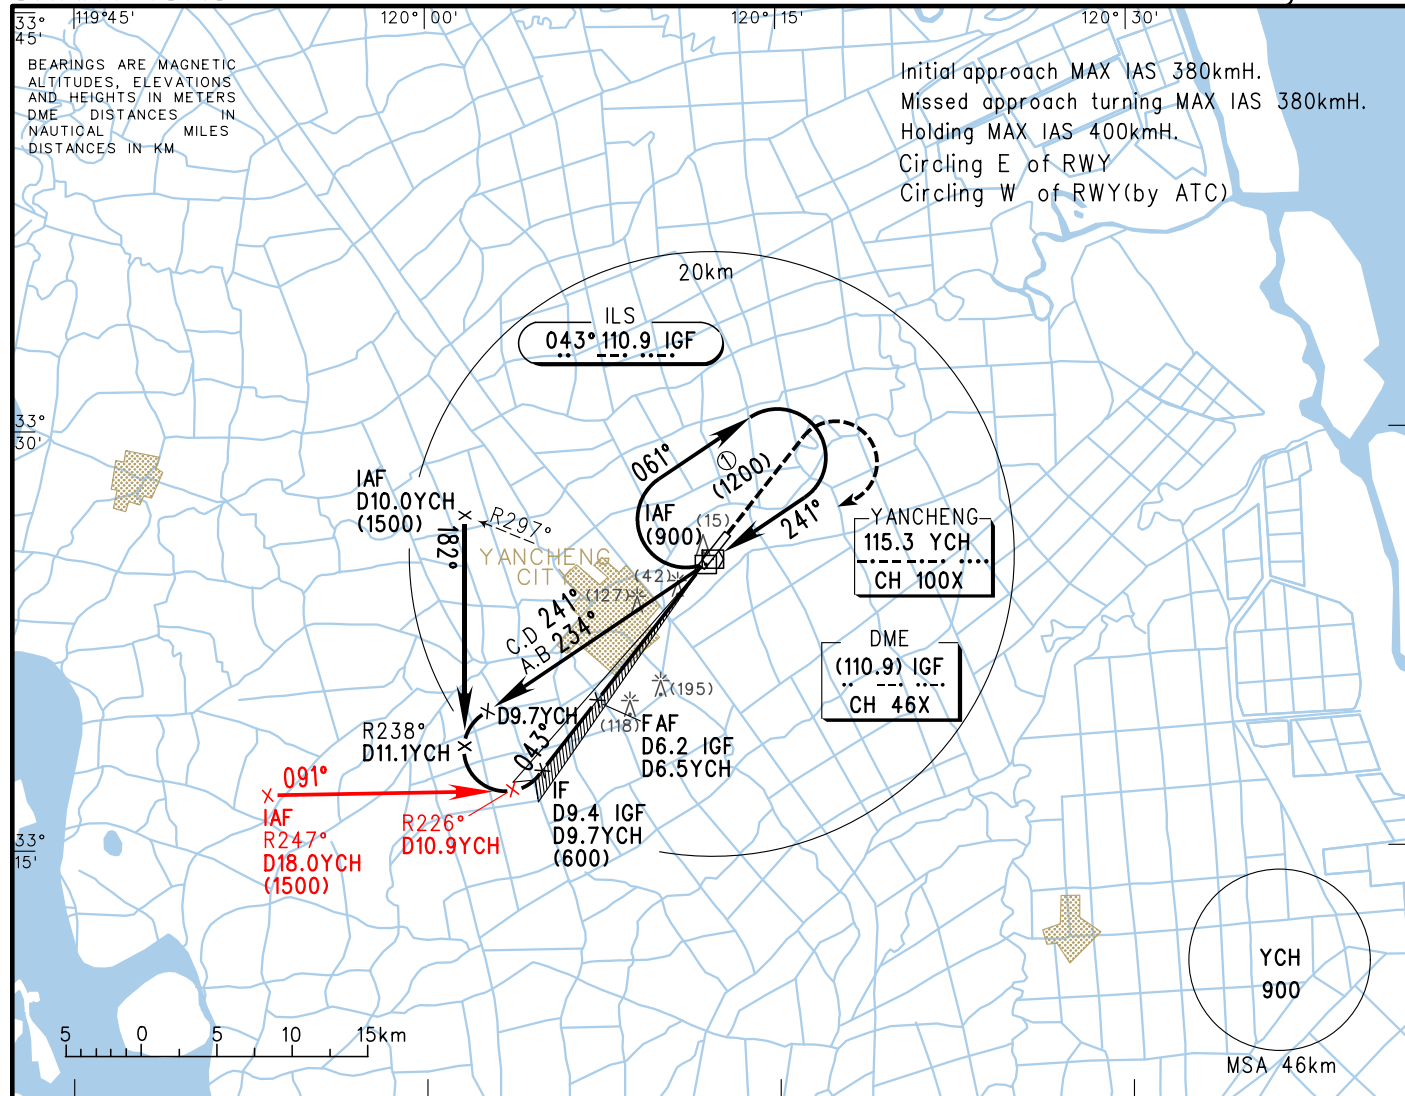 119°45'
120°00'
120°15'
120°30'
33°
45'
BEARINGS ARE MAGNETIC
ALTITUDES, ELEVATIONS
AND HEIGHTS IN METERS
DME DISTANCES IN
NAUTICAL MILES
DISTANCES IN KM
Initial approach MAX IAS 380kmH.
Missed approach turning MAX IAS 380kmH.
Holding MAX IAS 400kmH.
Circling E of RWY
Circling W of RWY(by ATC)
20km
ILS
043° 110.9 IGF
33°
30'
061°
①
(1200)
241°
IAF
D10.0YCH
(1500)
R297°
182°
IAF
(900)
(15)
YANCHENG
115.3 YCH
CH 100X
YANCHENG
CITY
(42)
(127)
C.D 241°
A.B 234°
DME
(110.9) IGF
CH 46X
(195)
(118)
D9.7YCH
R238°
D11.1YCH
043°
FAF
D6.2 IGF
D6.5YCH
091°
IAF
R247°
D18.0YCH
(1500)
R226°
D10.9YCH
IF
D9.4 IGF
D9.7YCH
(600)
33°
15'
YCH
900
MSA 46km
5 0 5 10 15km